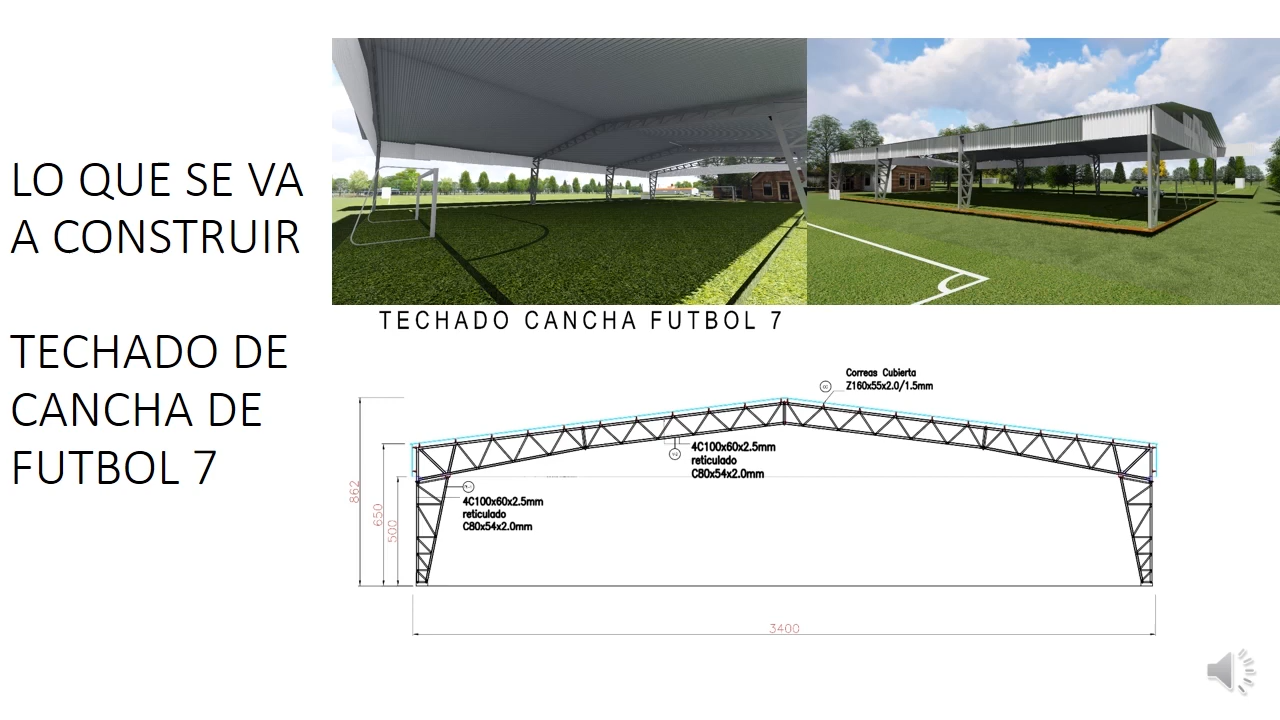 LO QUE SE VA
A CONSTRUIR
TECHADO DE
CANCHA DE
FUTBOL 7
TECHADO CANCHA FUTBOL 7
Correas Cubierta
Z160x55x2.0/1.5mm
4C100x60x2.5mm
reticulado
C80x54x2.0mm
4C100x60x2.5mm
reticulado
C80x54x2.0mm
862
650
500
3400